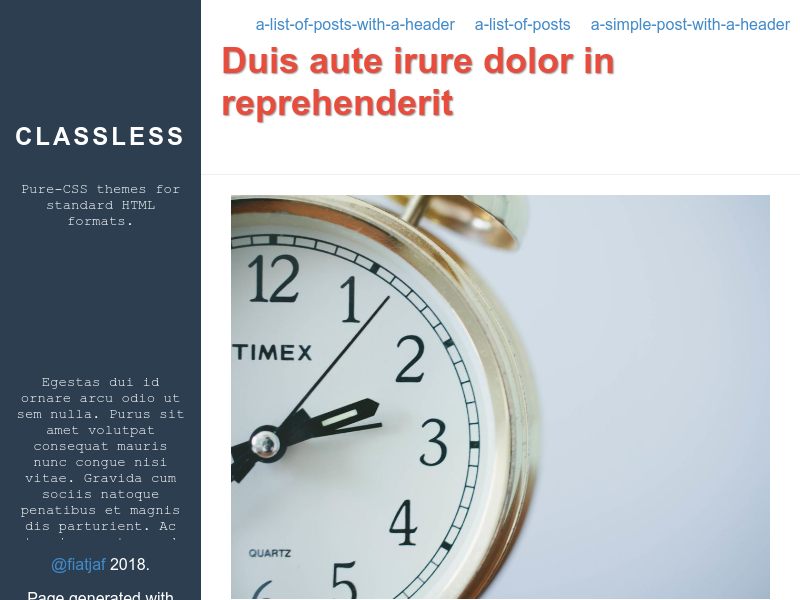 a-list-of-posts-with-a-header a-list-of-posts a-simple-post-with-a-header
Duis aute irure dolor in
reprehenderit
CLASSLESS
Pure-CSS themes for
standard HTML
formats.
Egestas dui id
ornare arcu odio ut
sem nulla. Purus sit
amet volutpat
consequat mauris
nunc congue nisi
vitae. Gravida cum
sociis natoque
penatibus et magnis
dis parturient. Ac
@fiatjaf 2018.
Page generated with
12
1
TIMEX
2
3
4
QUARTZ
5
6